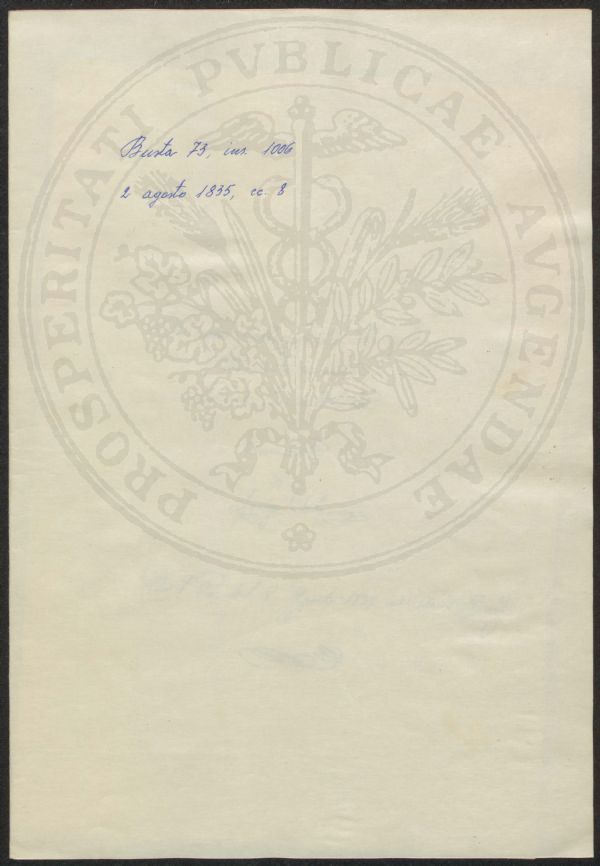 PROSPERITATI PVBLICAE AVGENDAE
Busta 73, ins. 1006
2 agosto 1835, cc. 8